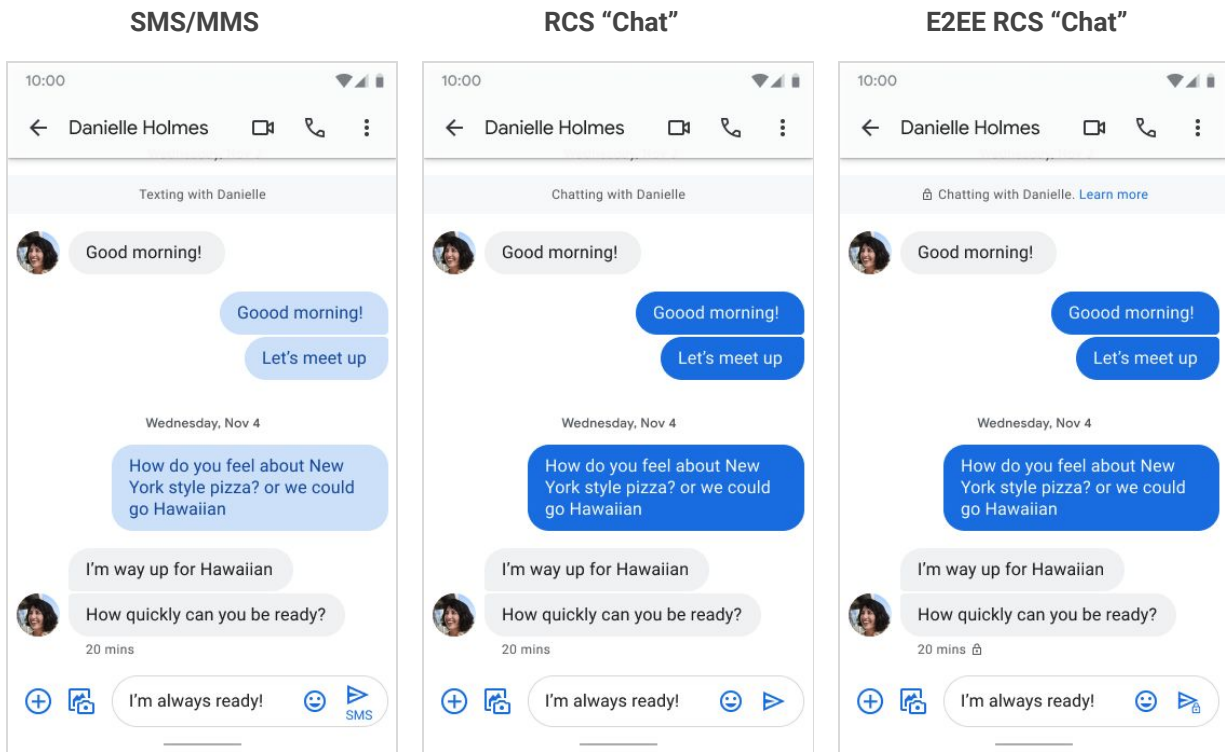 SMS/MMS
10:00
Danielle Holmes
Texting with Danielle
Good morning!
Goood morning!
Let's meet up
Wednesday, Nov 4
How do you feel about New
York style pizza? or we could
go Hawaiian
I'm way up for Hawaiian
How quickly can you be ready?
20 mins
I'm always ready!
SMS
RCS “Chat”
10:00
Danielle Holmes
Chatting with Danielle
Good morning!
Goood morning!
Let's meet up
Wednesday, Nov 4
How do you feel about New
York style pizza? or we could
go Hawaiian
I'm way up for Hawaiian
How quickly can you be ready?
20 mins
I'm always ready!
E2EE RCS “Chat”
10:00
Danielle Holmes
Chatting with Danielle. Learn more
Good morning!
Goood morning!
Let's meet up
Wednesday, Nov 4
How do you feel about New
York style pizza? or we could
go Hawaiian
I'm way up for Hawaiian
How quickly can you be ready?
20 mins
I'm always ready!